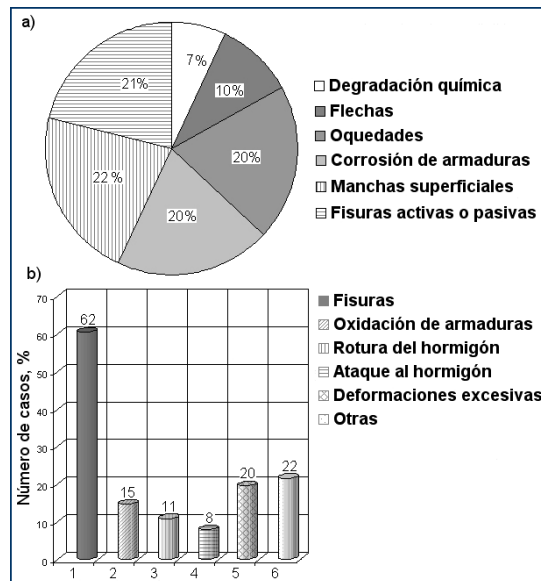 a)
7%
10%
20%
20%
22 %
21%
Degradación química
Flechas
Oquedades
Corrosión de armaduras
Manchas superficiales
Fisuras activas o pasivas
b)
Número de casos, %
70
60
50
40
30
20
10
0
62
15
11
8
20
22
1 2 3 4 5 6
Fisuras
Oxidación de armaduras
Rotura del hormigón
Ataque al hormigón
Deformaciones excesivas
Otras